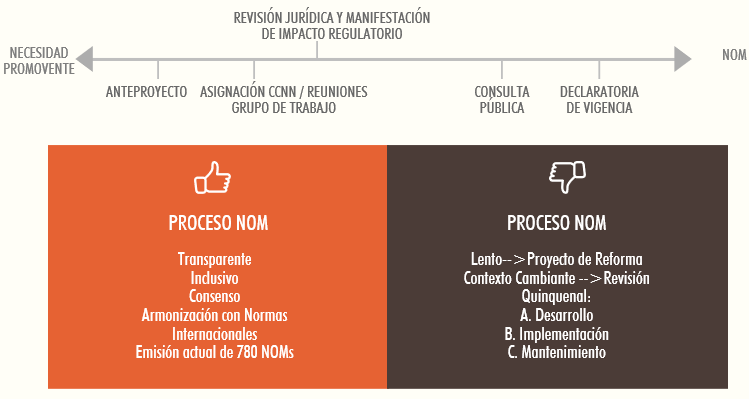 REVISIÓN JURÍDICA Y MANIFESTACIÓN
DE IMPACTO REGULATORIO
NECESIDAD
PROMOVENTE
NOM
ANTEPROYECTO
ASIGNACIÓN CCNN / REUNIONES
GRUPO DE TRABAJO
CONSULTA
PÚBLICA
DECLARATORIA
DE VIGENCIA
PROCESO NOM
Transparente
Inclusivo
Consenso
Armonización con Normas
Internacionales
Emisión actual de 780 NOMs
PROCESO NOM
Lento-->Proyecto de Reforma
Contexto Cambiante -->Revisión
Quinquenal:
A. Desarrollo
B. Implementación
C. Mantenimiento